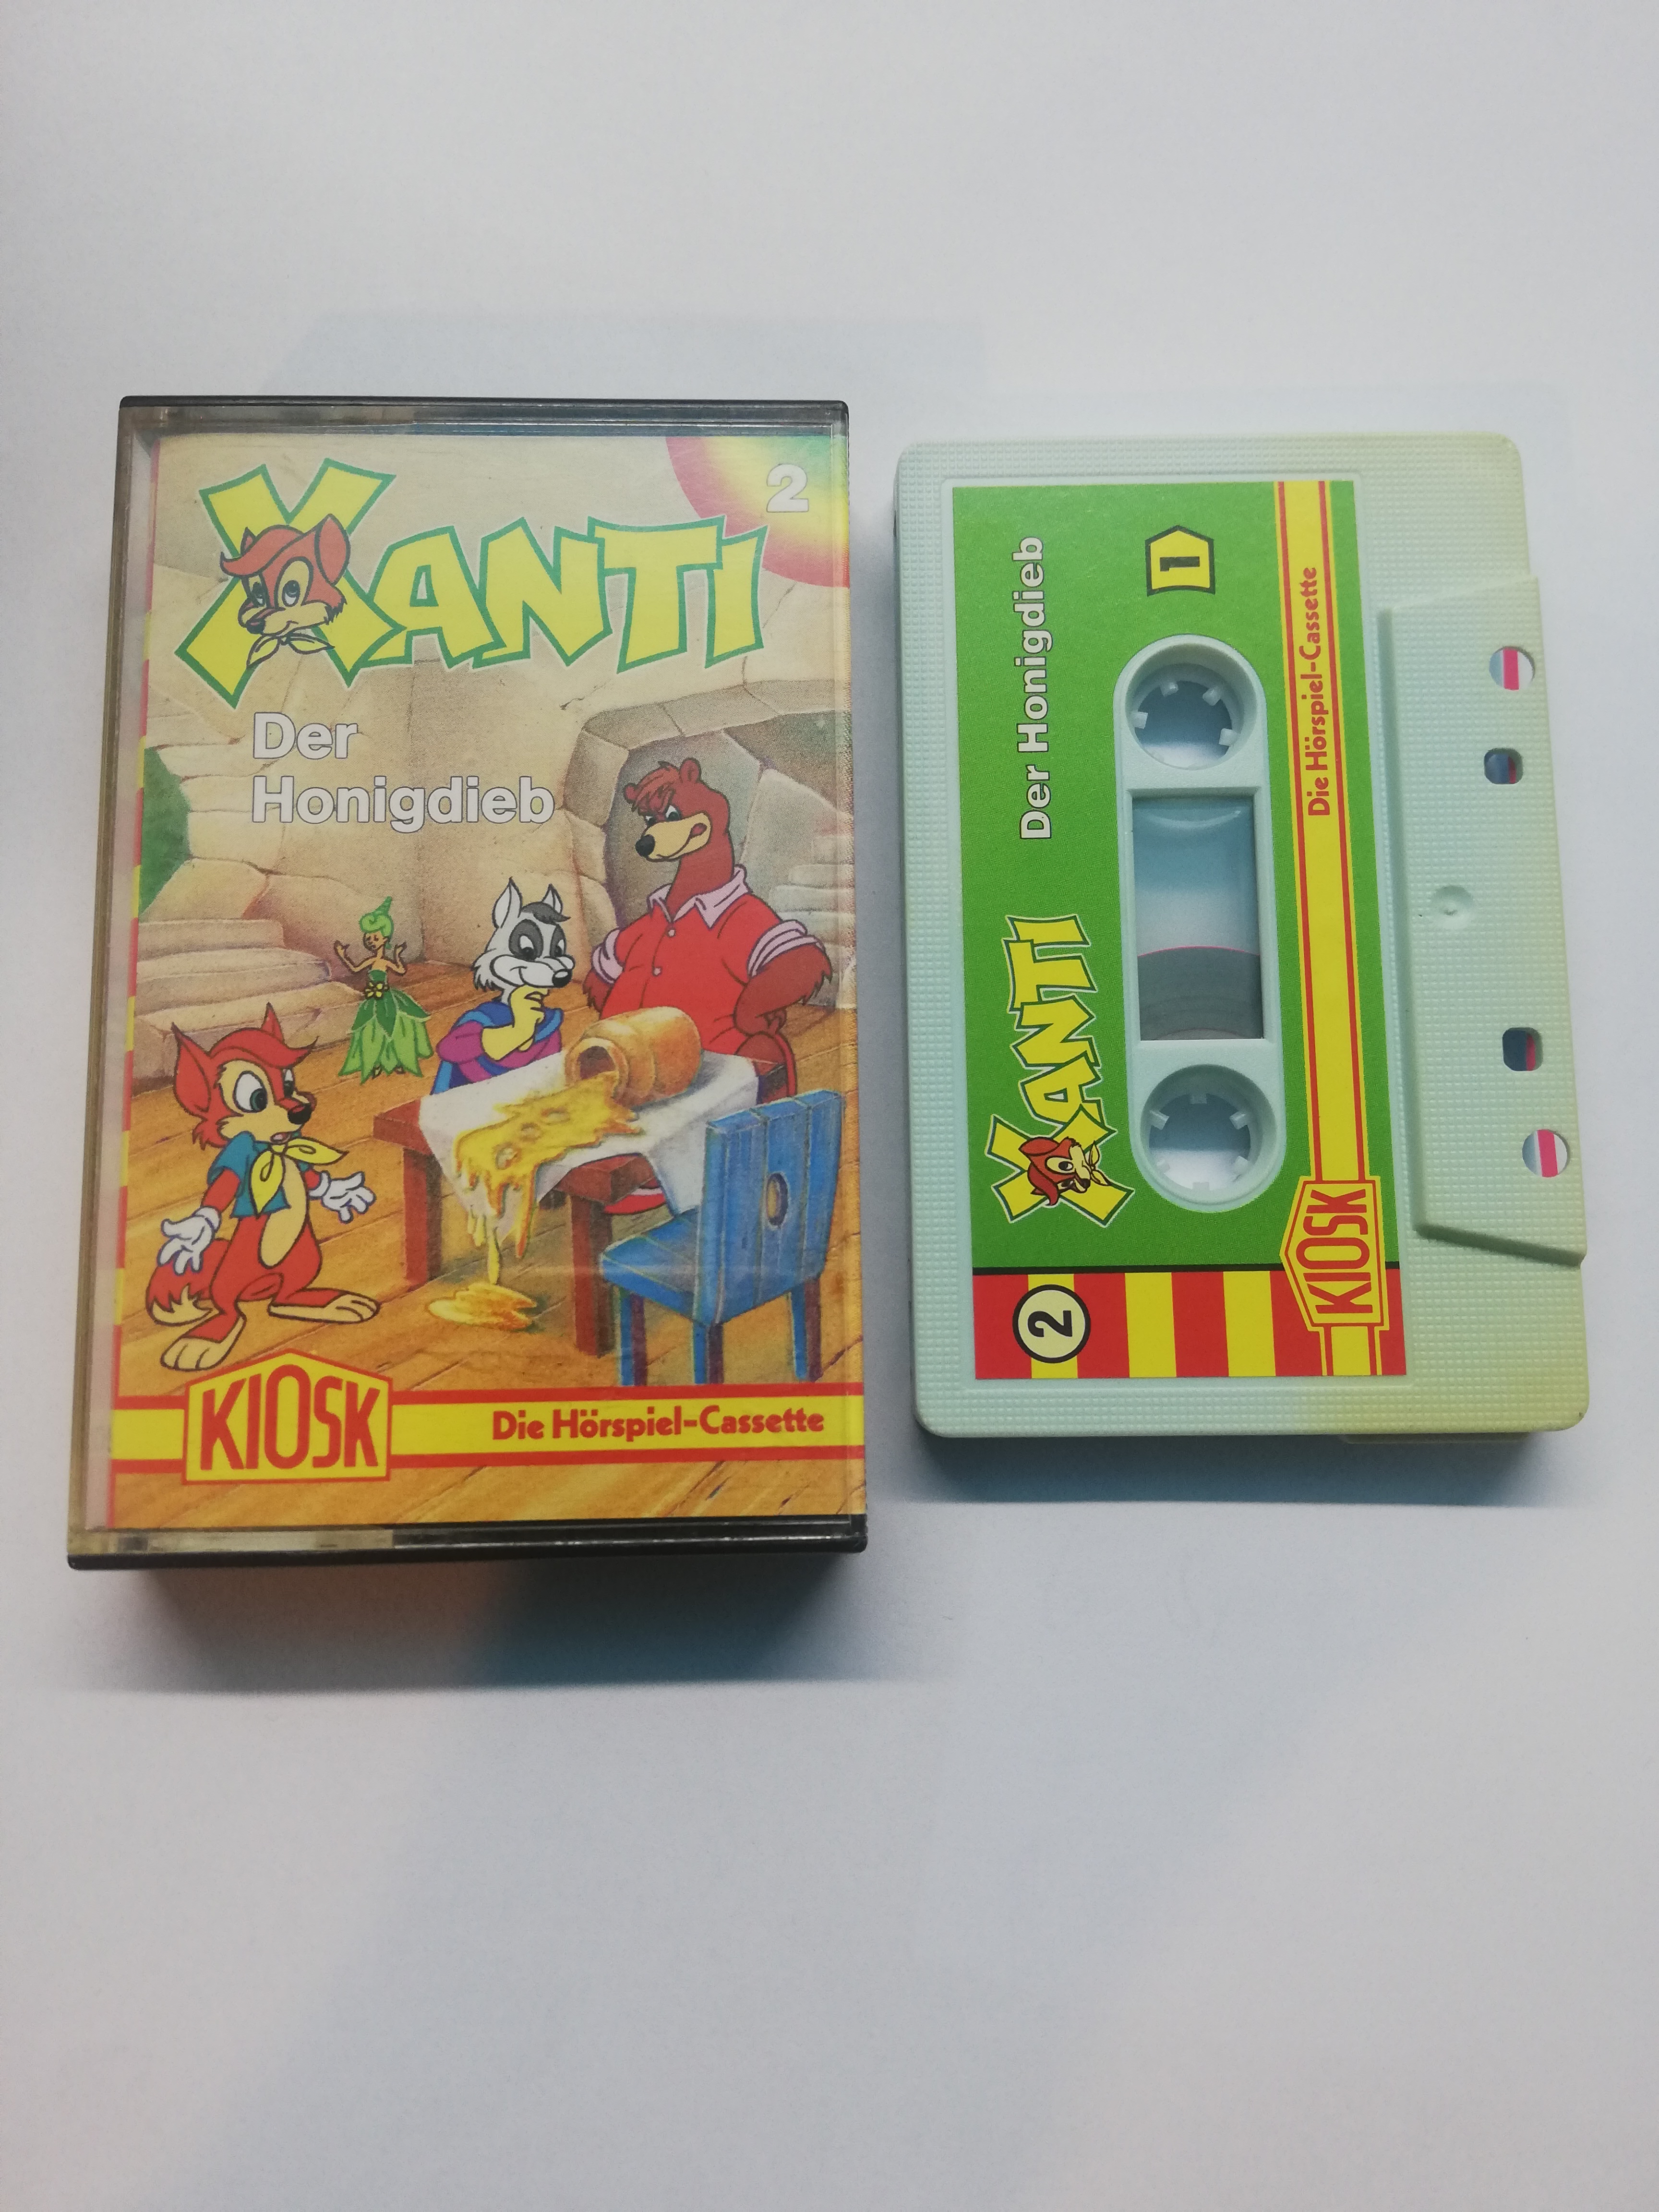 2
XANTI
Der
Honigdieb
KIOSK
Die Hörspiel-Cassette
Der Honigdieb
1
XANTI
2
Die Hörspiel-Cassette
KIOSK